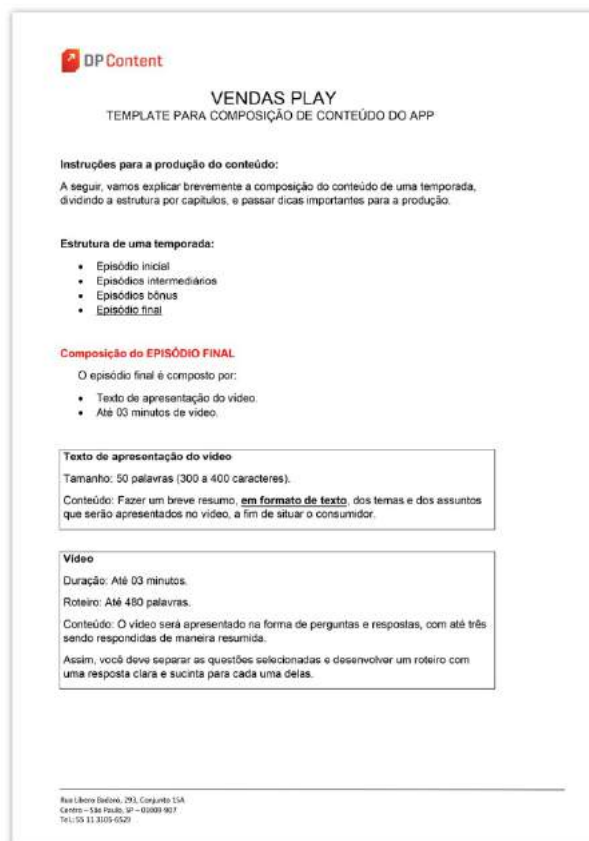 DPContent
VENDAS PLAY
TEMPLATE PARA COMPOSIÇÃO DE CONTEÚDO DO APP
Instruções para a produção do conteúdo:
A seguir, vamos explicar brevemente a composição do conteúdo de uma temporada,
dividindo a estrutura por capítulos, e passar dicas importantes para a produção.
Estrutura de uma temporada:
• Episódio inicial
• Episódios intermediários
• Episódios bônus
• Episódio final
Composição do EPISÓDIO FINAL
O episódio final é composto por:
• Texto de apresentação do vídeo.
• Até 03 minutos de vídeo.
Texto de apresentação do vídeo
Tamanho: 50 palavras (300 a 400 caracteres).
Conteúdo: Fazer um breve resumo, em formato de texto, dos temas e dos assuntos
que serão apresentados no vídeo, a fim de situar o consumidor.
Vídeo
Duração: Até 03 minutos.
Roteiro: Até 480 palavras.
Conteúdo: O vídeo será apresentado na forma de perguntas e respostas, com até três
sendo respondidas de maneira resumida.
Assim, você deve separar as questões selecionadas e desenvolver um roteiro com
uma resposta clara e sucinta para cada uma delas.
Rua Líbero Badaró, 293, Conjunto 15A
Centro – São Paulo, SP – 01009-907
Tel.: 55 11 3105-6529